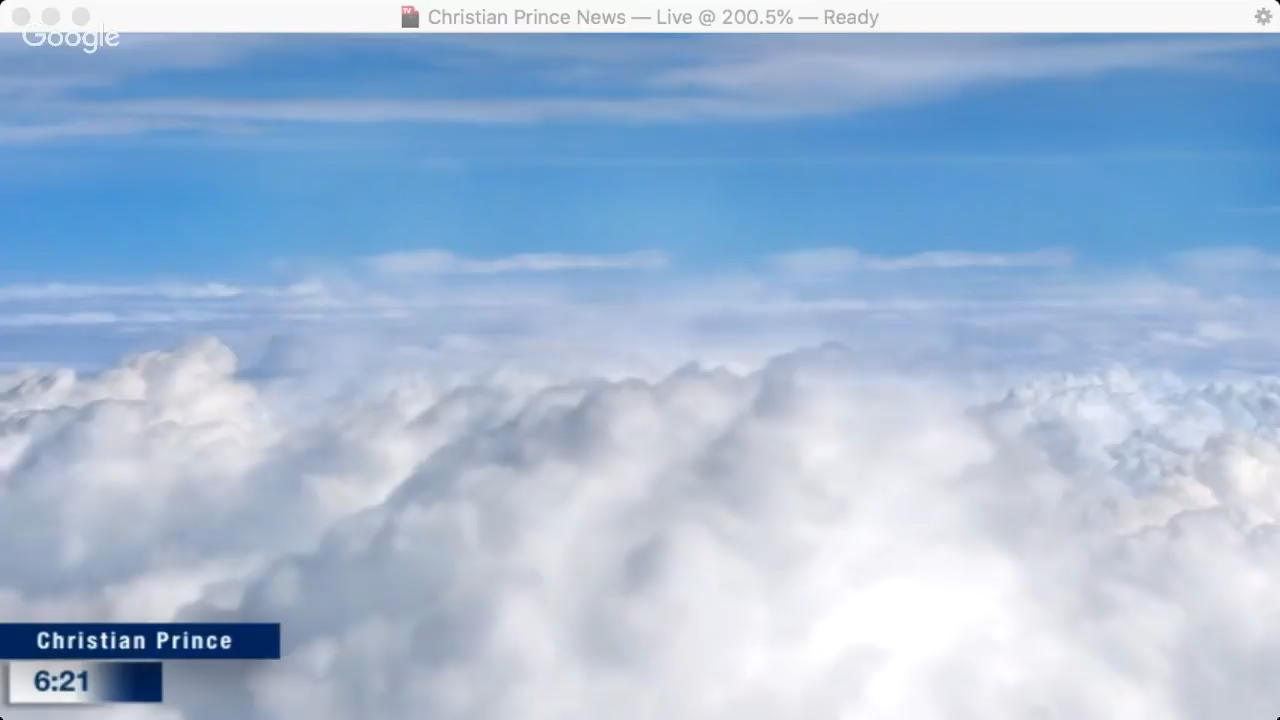 Christian Prince News — Live @ 200.5% — Ready
Google
Christian Prince
6:21